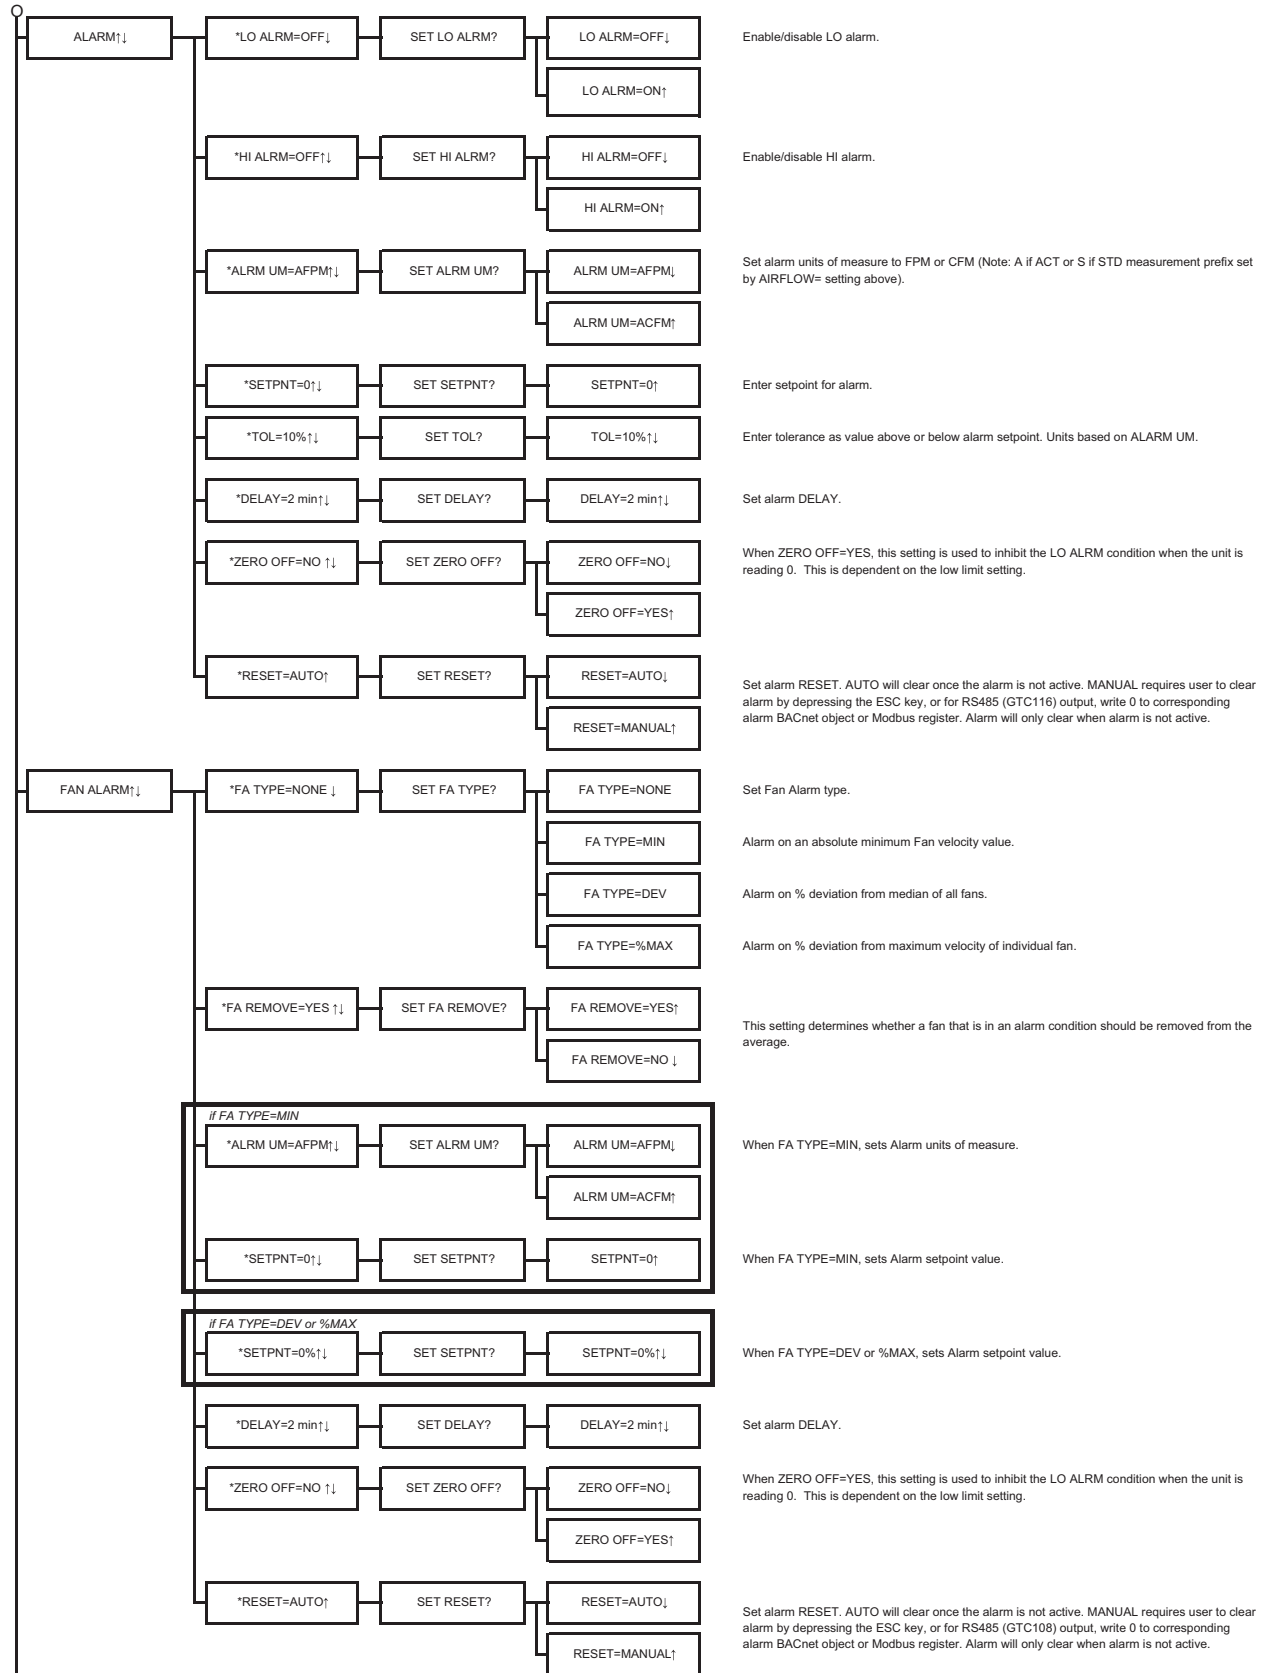 ALARM↑↓
*LO ALRM=OFF↓
SET LO ALRM?
LO ALRM=OFF↓
Enable/disable LO alarm.
LO ALRM=ON↑
*HI ALRM=OFF↑↓
SET HI ALRM?
HI ALRM=OFF↓
Enable/disable HI alarm.
HI ALRM=ON↑
*ALRM UM=AFPM↑↓
SET ALRM UM?
ALRM UM=AFPM↓
Set alarm units of measure to FPM or CFM (Note: A if ACT or S if STD measurement prefix set
by AIRFLOW= setting above).
ALRM UM=ACFM↑
*SETPNT=0↑↓
SET SETPNT?
SETPNT=0↑
Enter setpoint for alarm.
*TOL=10%↑↓
SET TOL?
TOL=10%↑↓
Enter tolerance as value above or below alarm setpoint. Units based on ALARM UM.
*DELAY=2 min↑↓
SET DELAY?
DELAY=2 min↑↓
Set alarm DELAY.
*ZERO OFF=NO ↑↓
SET ZERO OFF?
ZERO OFF=NO↓
When ZERO OFF=YES, this setting is used to inhibit the LO ALRM condition when the unit is
reading 0. This is dependent on the low limit setting.
ZERO OFF=YES↑
*RESET=AUTO↑
SET RESET?
RESET=AUTO↓
Set alarm RESET. AUTO will clear once the alarm is not active. MANUAL requires user to clear
alarm by depressing the ESC key, or for RS485 (GTC116) output, write 0 to corresponding
alarm BACnet object or Modbus register. Alarm will only clear when alarm is not active.
RESET=MANUAL↑
FAN ALARM↑↓
*FA TYPE=NONE ↓
SET FA TYPE?
FA TYPE=NONE
Set Fan Alarm type.
FA TYPE=MIN
Alarm on an absolute minimum Fan velocity value.
FA TYPE=DEV
Alarm on % deviation from median of all fans.
FA TYPE=%MAX
Alarm on % deviation from maximum velocity of individual fan.
*FA REMOVE=YES ↑↓
SET FA REMOVE?
FA REMOVE=YES↑
This setting determines whether a fan that is in an alarm condition should be removed from the
average.
FA REMOVE=NO ↓
if FA TYPE=MIN
*ALRM UM=AFPM↑↓
SET ALRM UM?
ALRM UM=AFPM↓
When FA TYPE=MIN, sets Alarm units of measure.
ALRM UM=ACFM↑
*SETPNT=0↑↓
SET SETPNT?
SETPNT=0↑
When FA TYPE=MIN, sets Alarm setpoint value.
if FA TYPE=DEV or %MAX
*SETPNT=0%↑↓
SET SETPNT?
SETPNT=0%↑↓
When FA TYPE=DEV or %MAX, sets Alarm setpoint value.
*DELAY=2 min↑↓
SET DELAY?
DELAY=2 min↑↓
Set alarm DELAY.
*ZERO OFF=NO ↑↓
SET ZERO OFF?
ZERO OFF=NO↓
When ZERO OFF=YES, this setting is used to inhibit the LO ALRM condition when the unit is
reading 0. This is dependent on the low limit setting.
ZERO OFF=YES↑
*RESET=AUTO↑
SET RESET?
RESET=AUTO↓
Set alarm RESET. AUTO will clear once the alarm is not active. MANUAL requires user to clear
alarm by depressing the ESC key, or for RS485 (GTC108) output, write 0 to corresponding
alarm BACnet object or Modbus register. Alarm will only clear when alarm is not active.
RESET=MANUAL↑